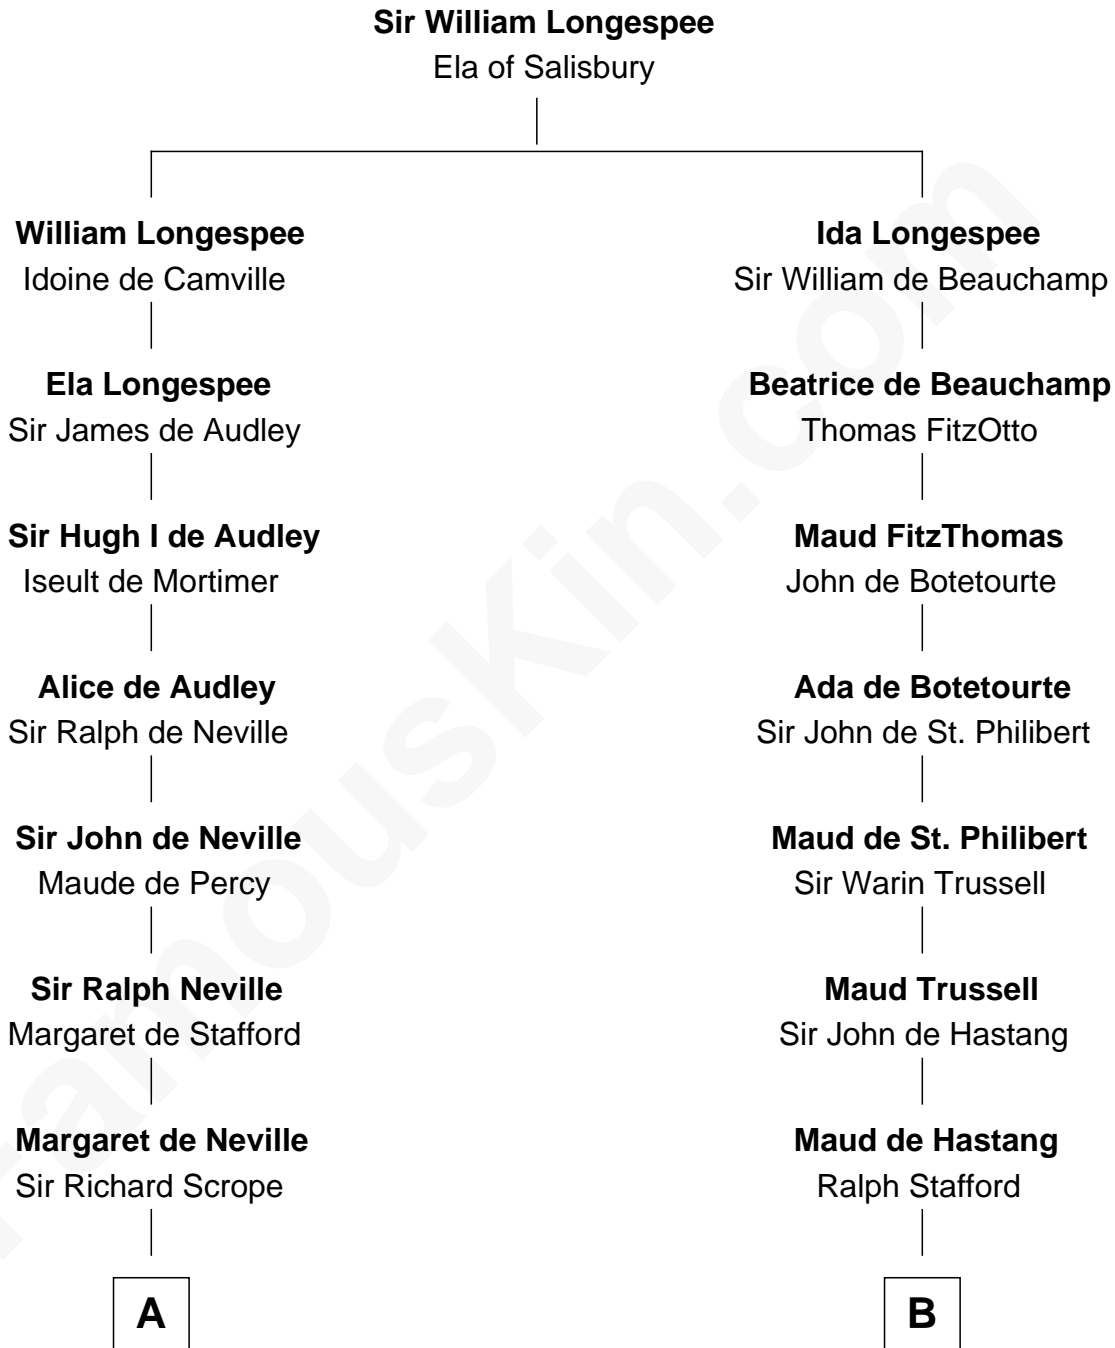 Sir William Longespee
Ela of Salisbury
William Longespee
Idoine de Camville
Ela Longespee
Sir James de Audley
Sir Hugh I de Audley
Iseult de Mortimer
Alice de Audley
Sir Ralph de Neville
Sir John de Neville
Maude de Percy
Sir Ralph Neville
Margaret de Stafford
Margaret de Neville
Sir Richard Scrope
A
Ida Longespee
Sir William de Beauchamp
Beatrice de Beauchamp
Thomas FitzOtto
Maud FitzThomas
John de Botetourte
Ada de Botetourte
Sir John de St. Philibert
Maud de St. Philibert
Sir Warin Trussell
Maud Trussell
Sir John de Hastang
Maud de Hastang
Ralph Stafford
B
FamousKin.com